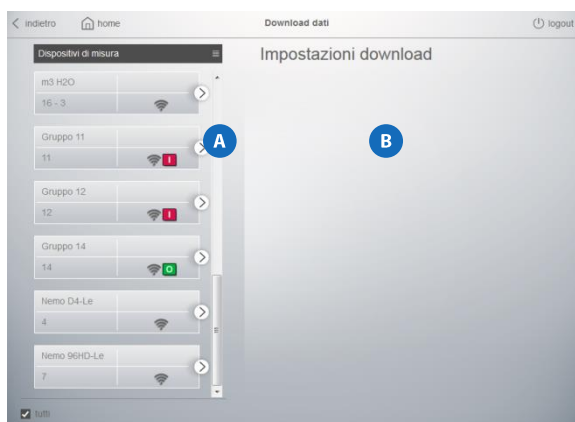 indietro home Download dati logout
Dispositivi di misura
Impostazioni download
m3 H2O
16 - 3
Gruppo 11
11 I
A
B
Gruppo 12
12 I
Gruppo 14
14 O
Nemo D4-Le
4
Nemo 96HD-Le
7
tutti